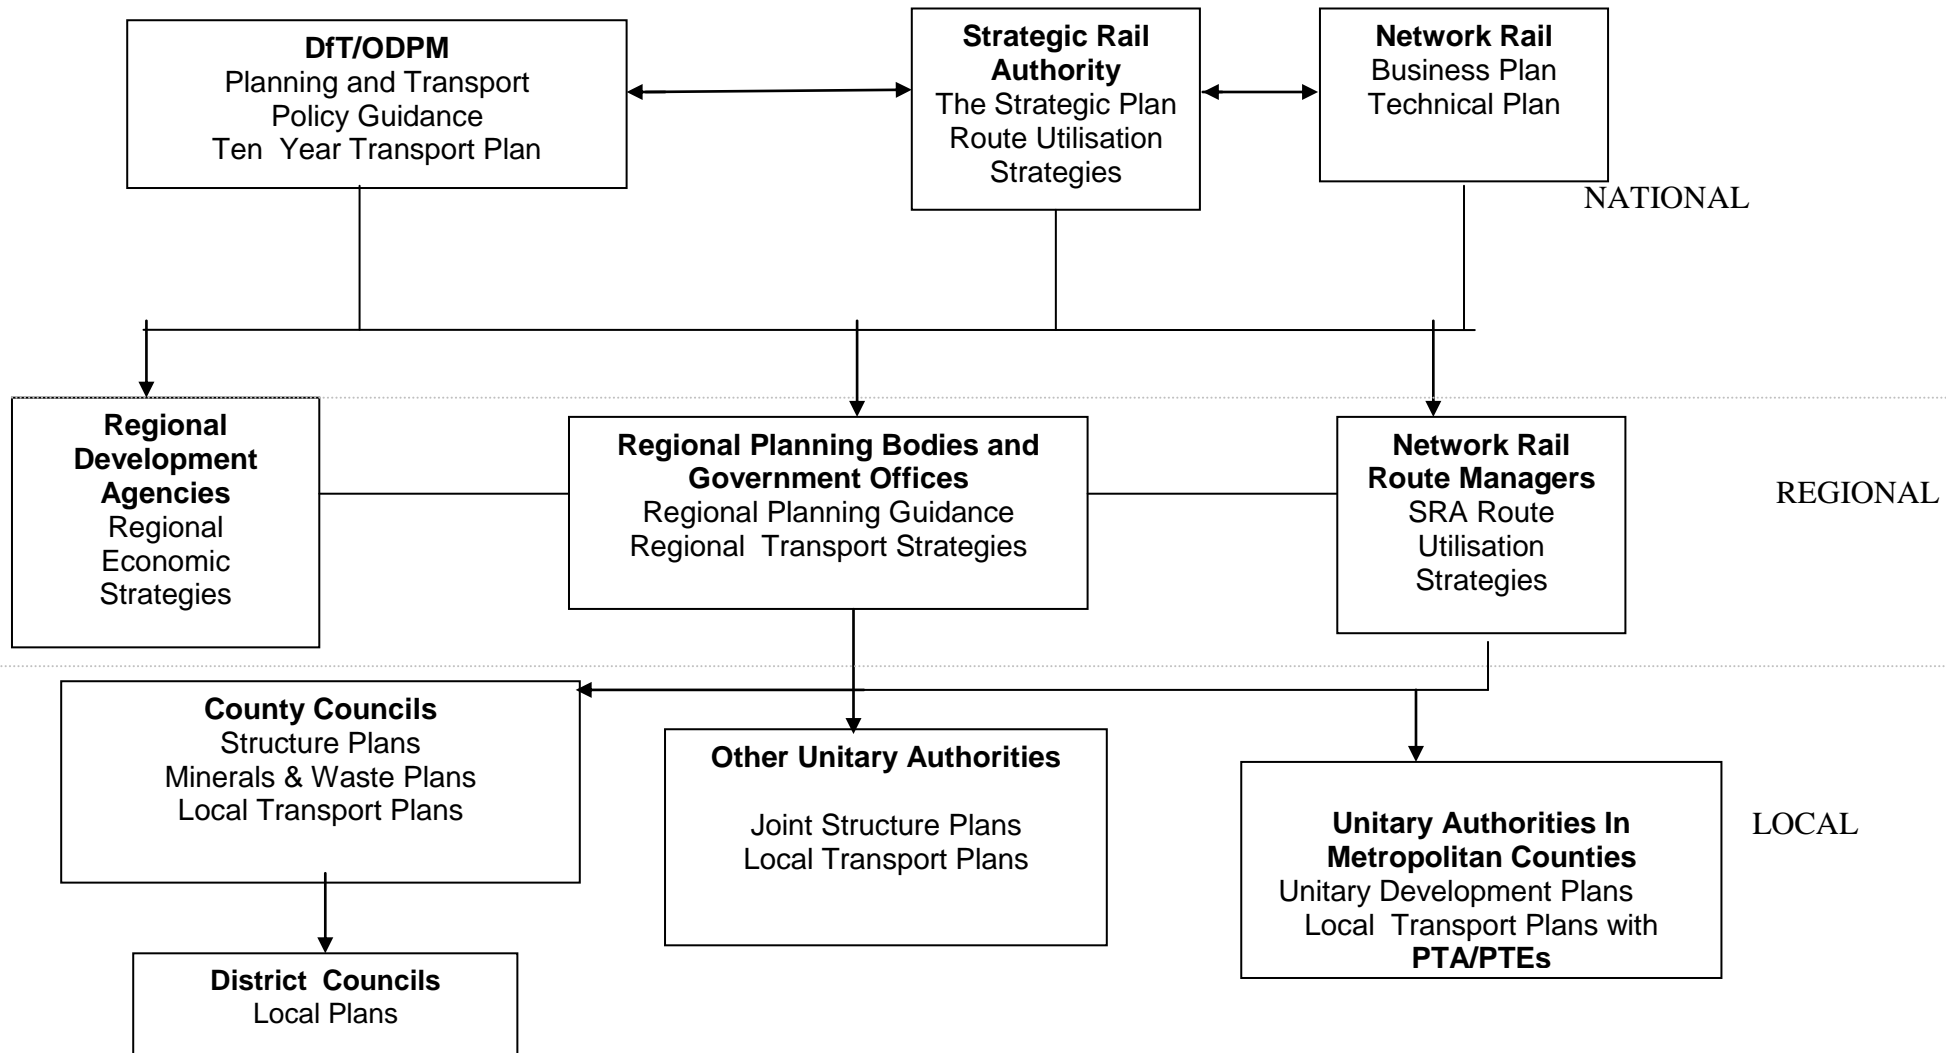 DfT/ODPM
Planning and Transport
Policy Guidance
Ten Year Transport Plan
Strategic Rail
Authority
The Strategic Plan
Route Utilisation
Strategies
Network Rail
Business Plan
Technical Plan
NATIONAL
Regional
Development
Agencies
Regional
Economic
Strategies
Regional Planning Bodies and
Government Offices
Regional Planning Guidance
Regional Transport Strategies
Network Rail
Route Managers
SRA Route
Utilisation
Strategies
REGIONAL
County Councils
Structure Plans
Minerals & Waste Plans
Local Transport Plans
Other Unitary Authorities
Joint Structure Plans
Local Transport Plans
Unitary Authorities In
Metropolitan Counties
Unitary Development Plans
Local Transport Plans with
PTA/PTEs
LOCAL
District Councils
Local Plans